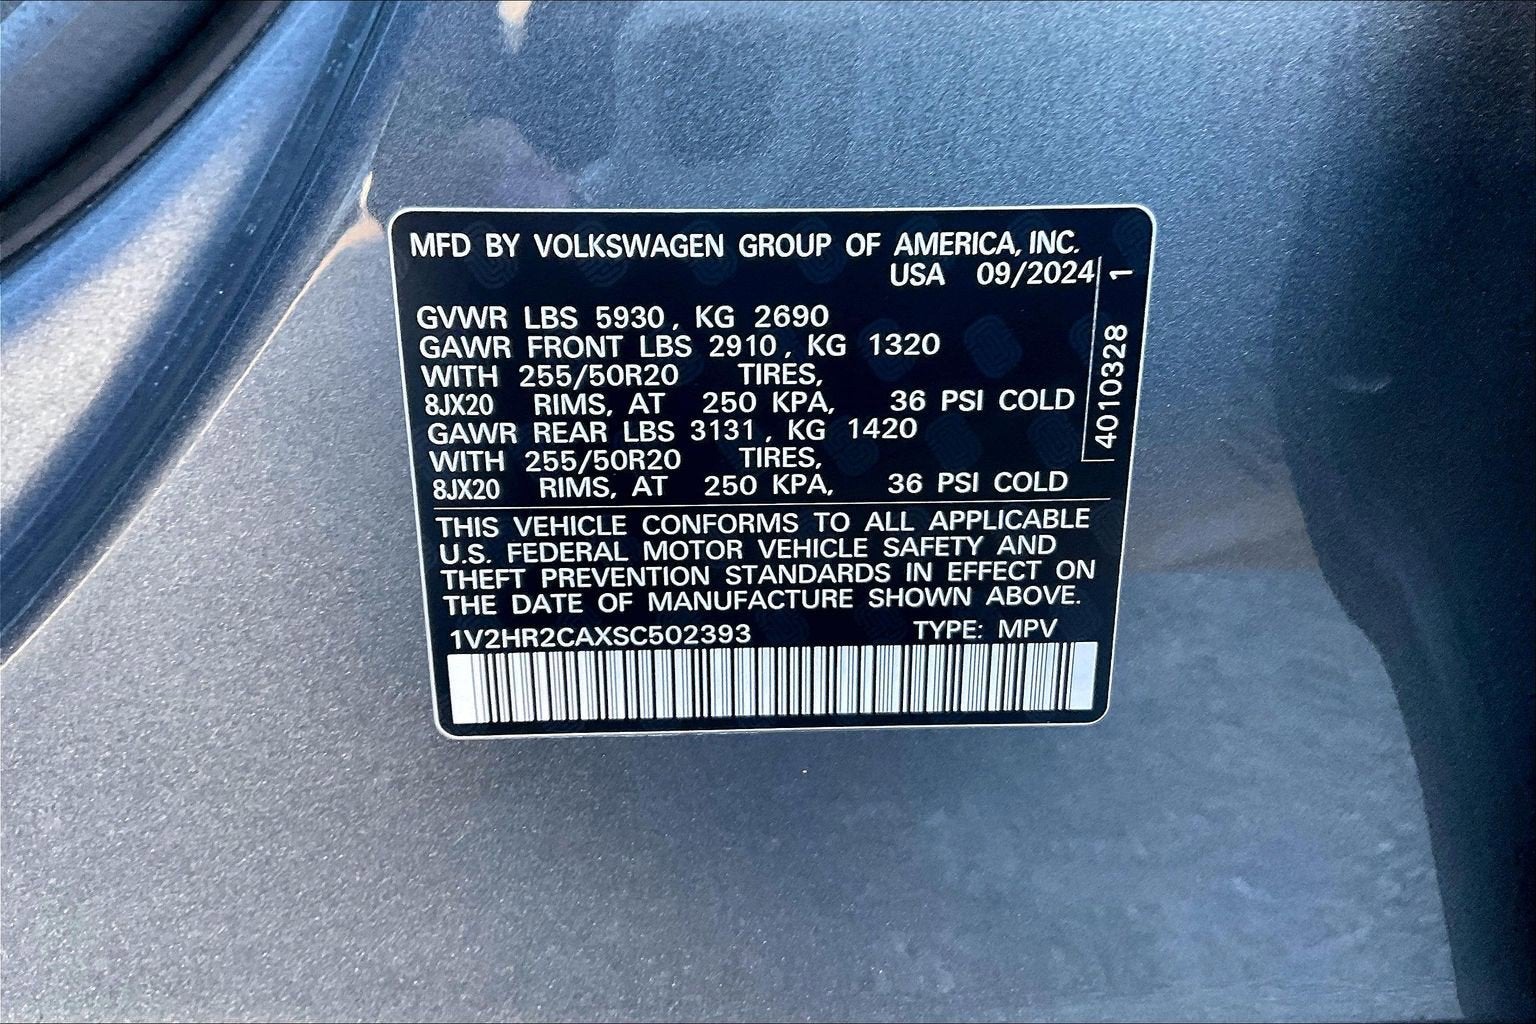 MFD BY VOLKSWAGEN GROUP OF AMERICA, INC.
USA 09/2024
GVWR LBS 5930, KG 2690
GAWR FRONT LBS 2910, KG 1320
WITH 255/50R20 TIRES,
8JX20 RIMS, AT 250 KPA, 36 PSI COLD
GAWR REAR LBS 3131, KG 1420
WITH 255/50R20 TIRES,
8JX20 RIMS, AT 250 KPA, 36 PSI COLD
THIS VEHICLE CONFORMS TO ALL APPLICABLE
U.S. FEDERAL MOTOR VEHICLE SAFETY AND
THEFT PREVENTION STANDARDS IN EFFECT ON
THE DATE OF MANUFACTURE SHOWN ABOVE.
1V2HR2CAXSC502393 TYPE: MPV
4010328 1